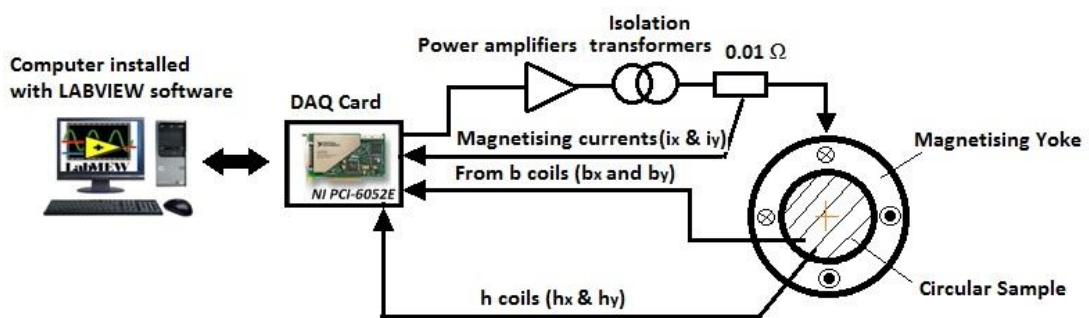 Isolation
transformers
Power amplifiers
0.01 Ω
Computer installed
with LABVIEW software
DAQ Card
Magnetising currents(ix & iy)
Magnetising Yoke
From b coils (bx and by)
LabVIEW
NI PCI-6052E
Circular Sample
h coils (hx & hy)